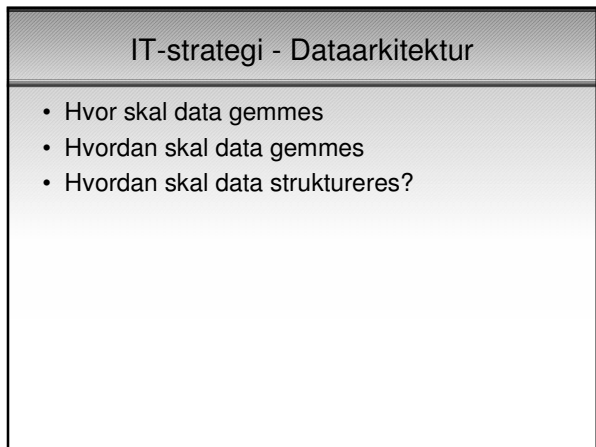 IT-strategi - Dataarkitektur
• Hvor skal data gemmes
• Hvordan skal data gemmes
• Hvordan skal data struktureres?